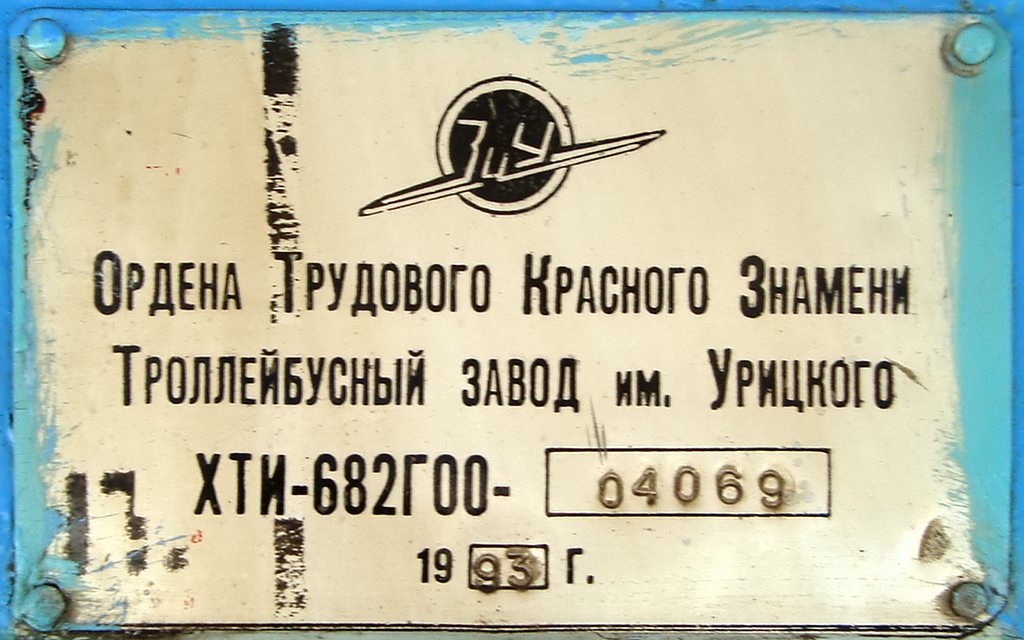 ЗиУ
Ордена Трудового Красного Знамени
Троллейбусный завод им. Урицкого
ХТИ-682Г00- 04069
1993 г.